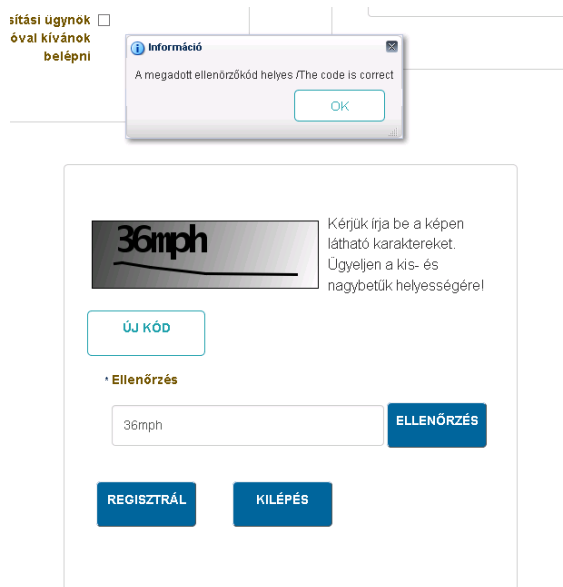 sítási ügynök
óval kívánok
belépni
Információ
A megadott ellenőrzőkód helyes /The code is correct
OK
36mph
Kérjük írja be a képen
látható karaktereket.
Ügyeljen a kis- és
nagybetűk helyességére!
ÚJ KÓD
* Ellenőrzés
36mph
ELLENŐRZÉS
REGISZTRÁL
KILÉPÉS